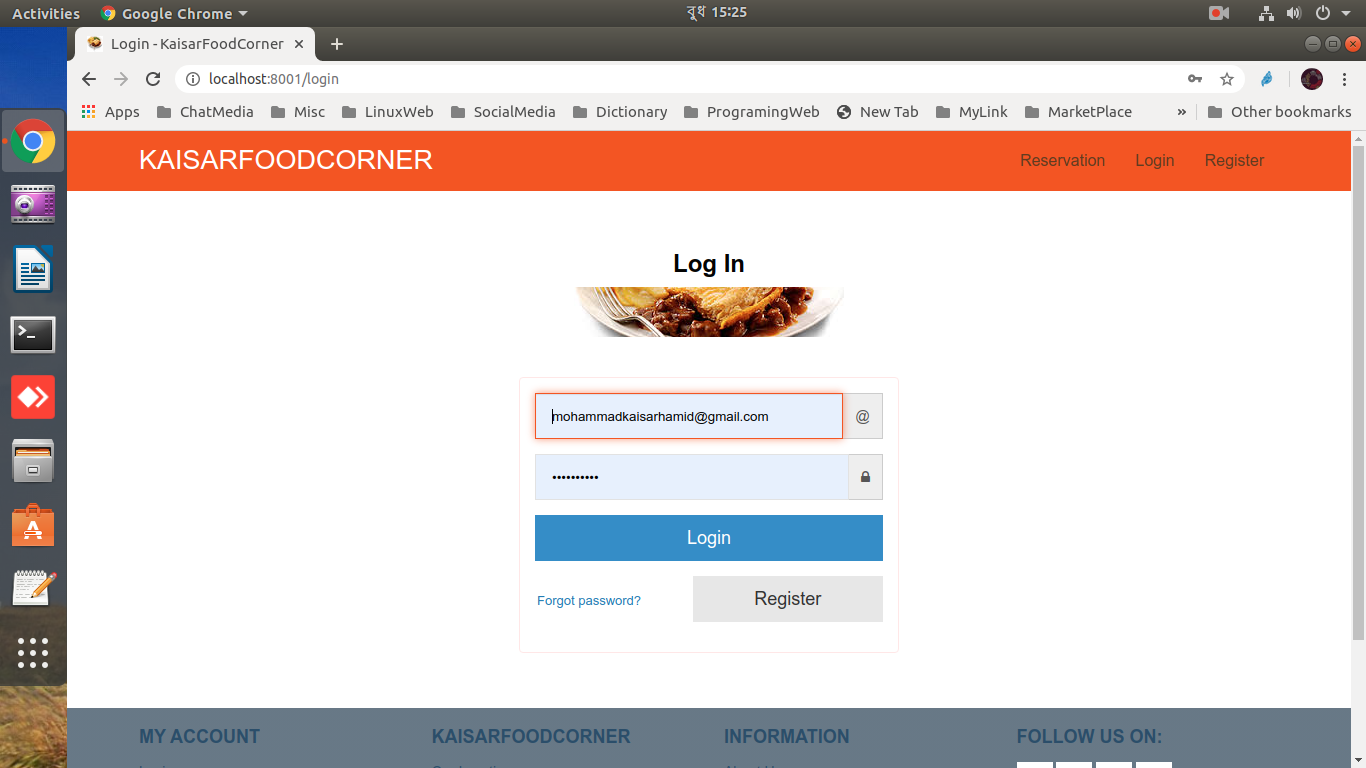 Activities Google Chrome বুধ 15:25
Login - KaisarFoodCorner
localhost:8001/login
Apps ChatMedia Misc LinuxWeb SocialMedia Dictionary ProgramingWeb New Tab MyLink MarketPlace » Other bookmarks
KAISARFOODCORNER Reservation Login Register
Log In
mohammadkaisarhamid@gmail.com @
Login
Forgot password? Register
MY ACCOUNT KAISARFOODCORNER INFORMATION FOLLOW US ON: